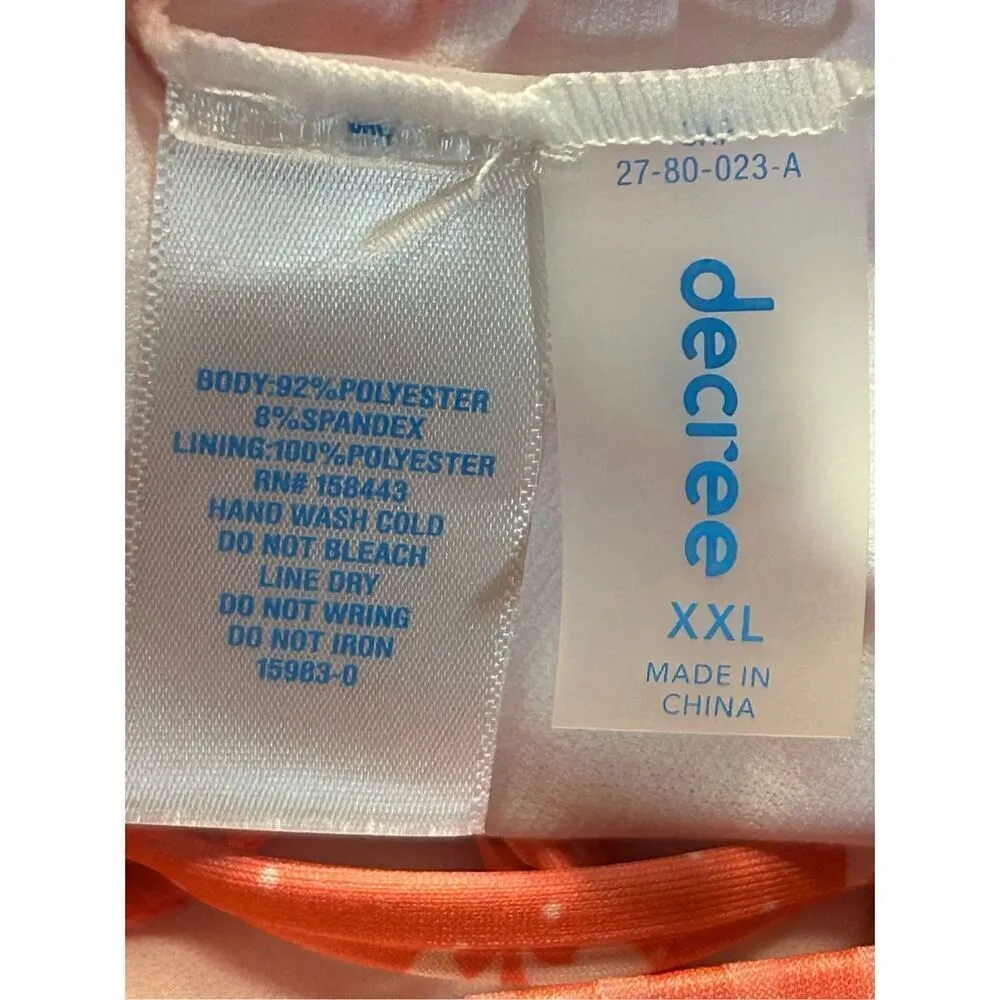 BODY:92%POLYESTER
8%SPANDEX
LINING:100%POLYESTER
RN# 158443
HAND WASH COLD
DO NOT BLEACH
LINE DRY
DO NOT WRING
DO NOT IRON
15983-0
27-80-023-A
decree
XXL
MADE IN
CHINA